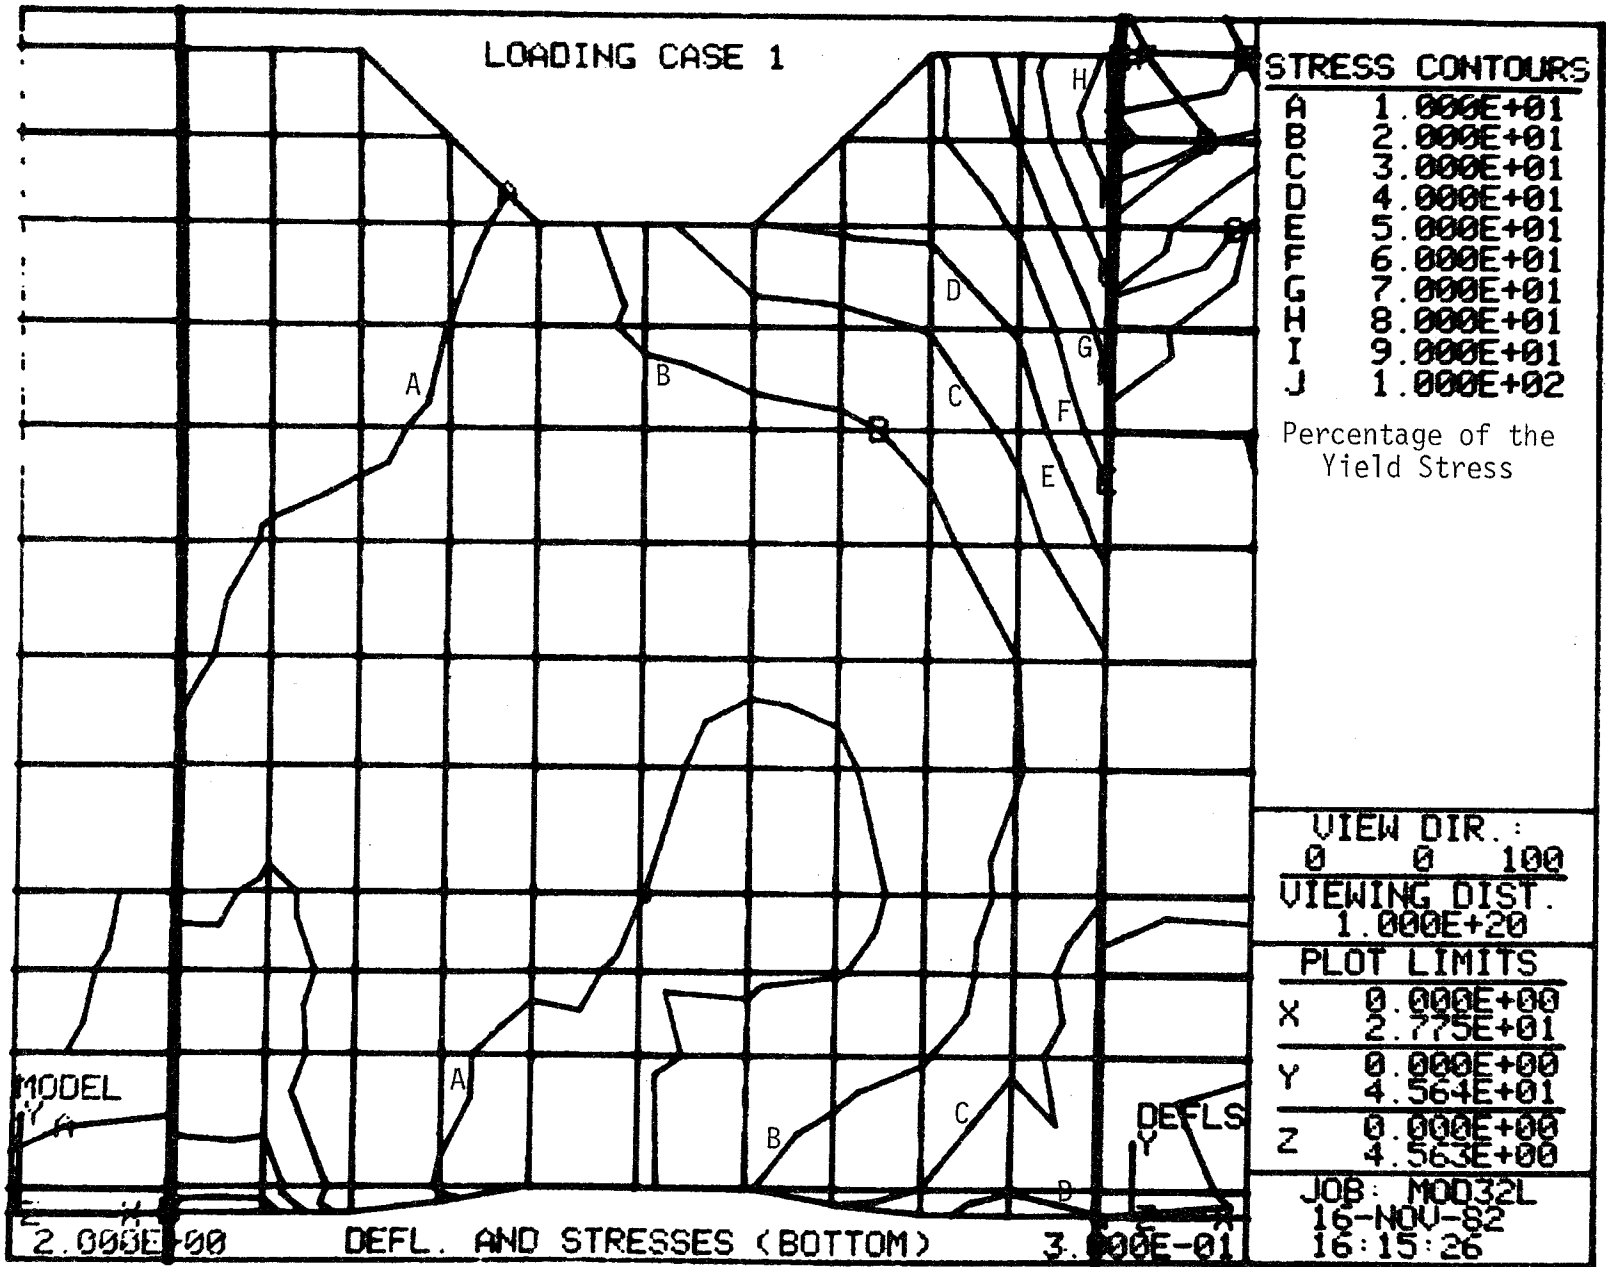 LOADING CASE 1
H
D
G
A
B
C
F
E
A
B
C
D
MODEL
Y A
Z X
DEFLS
Y
2.000E+00 DEFL. AND STRESSES (BOTTOM) 3.000E-01
STRESS CONTOURS
A 1.000E+01
B 2.000E+01
C 3.000E+01
D 4.000E+01
E 5.000E+01
F 6.000E+01
G 7.000E+01
H 8.000E+01
I 9.000E+01
J 1.000E+02
Percentage of the
Yield Stress
VIEW DIR.:
0 0 100
VIEWING DIST.
1.000E+20
PLOT LIMITS
X 0.000E+00
2.775E+01
Y 0.000E+00
4.564E+01
Z 0.000E+00
4.563E+00
JOB: MOD32L
16-NOV-82
16:15:26